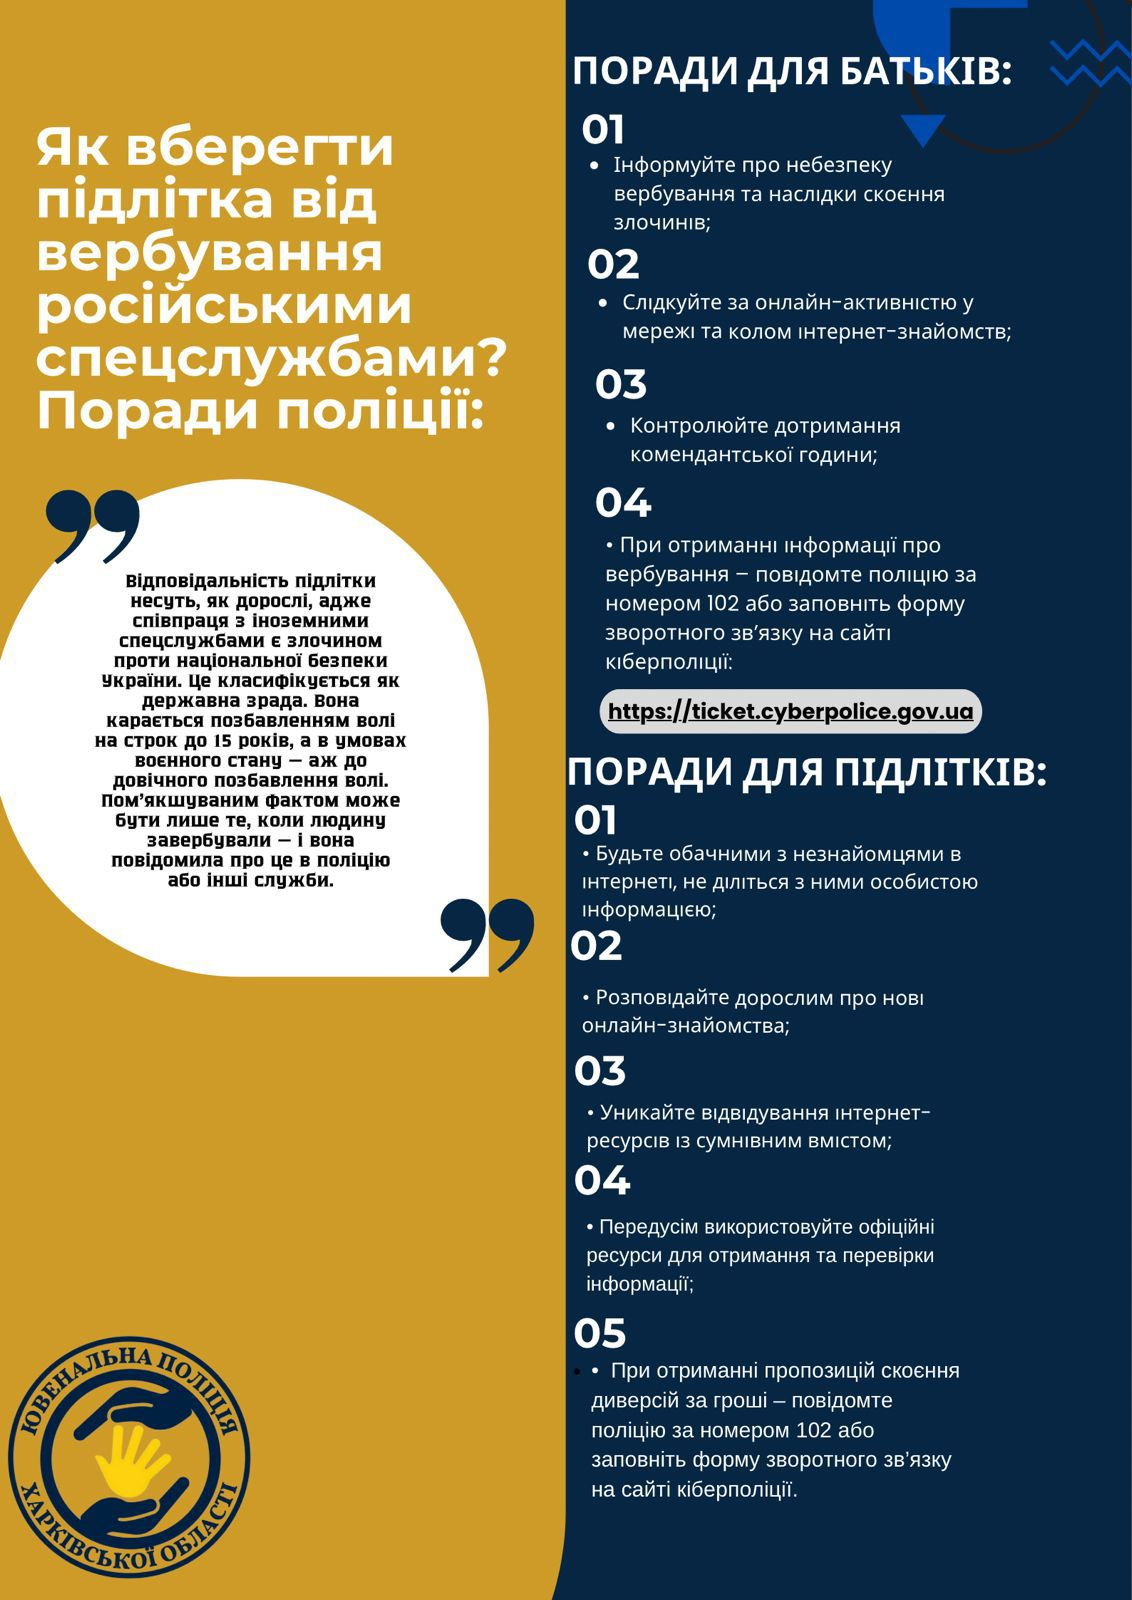 Як вберегти
підлітка від
вербування
російськими
спецслужбами?
Поради поліції:
Відповідальність підлітки
несуть, як дорослі, адже
співпраця з іноземними
спецслужбами є злочином
проти національної безпеки
України. Це класифікується як
державна зрада. Вона
карається позбавленням волі
на строк до 15 років, а в умовах
воєнного стану – аж до
довічного позбавлення волі.
Пом'якшуваним фактом може
бути лише те, коли людину
завербували – і вона
повідомила про це в поліцію
або інші служби.
ЮВЕНАЛЬНА ПОЛІЦІЯ
ХАРКІВСЬКОЇ ОБЛАСТІ
ПОРАДИ ДЛЯ БАТЬКІВ:
01
• Інформуйте про небезпеку
вербування та наслідки скоєння
злочинів;
02
• Слідкуйте за онлайн-активністю у
мережі та колом інтернет-знайомств;
03
• Контролюйте дотримання
комендантської години;
04
• При отриманні інформації про
вербування – повідомте поліцію за
номером 102 або заповніть форму
зворотного зв'язку на сайті
кіберполіції:
https://ticket.cyberpolice.gov.ua
ПОРАДИ ДЛЯ ПІДЛІТКІВ:
01
• Будьте обачними з незнайомцями в
інтернеті, не діліться з ними особистою
інформацією;
02
• Розповідайте дорослим про нові
онлайн-знайомства;
03
• Уникайте відвідування інтернет-
ресурсів із сумнівним вмістом;
04
• Передусім використовуйте офіційні
ресурси для отримання та перевірки
інформації;
05
• При отриманні пропозицій скоєння
диверсій за гроші – повідомте
поліцію за номером 102 або
заповніть форму зворотного зв'язку
на сайті кіберполіції.